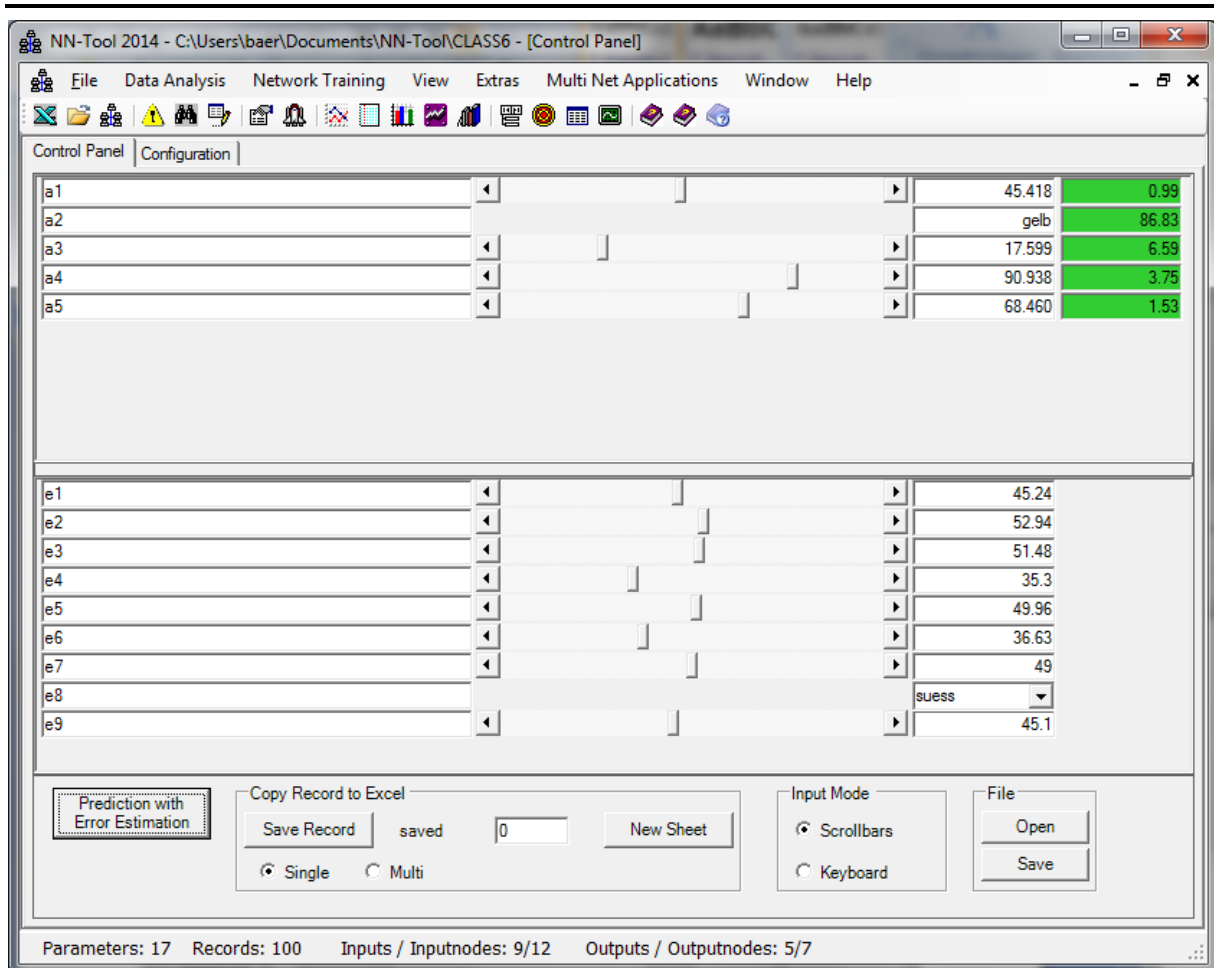 NN-Tool 2014 - C:\Users\baer\Documents\NN-Tool\CLASS6 - [Control Panel]
File Data Analysis Network Training View Extras Multi Net Applications Window Help
Control Panel Configuration
a1 45.418 0.99
a2 gelb 86.83
a3 17.599 6.59
a4 90.938 3.75
a5 68.460 1.53
e1 45.24
e2 52.94
e3 51.48
e4 35.3
e5 49.96
e6 36.63
e7 49
e8 suess
e9 45.1
Prediction with
Error Estimation
Copy Record to Excel
Save Record saved 0 New Sheet
Single Multi
Input Mode
Scrollbars
Keyboard
File
Open
Save
Parameters: 17 Records: 100 Inputs / Inputnodes: 9/12 Outputs / Outputnodes: 5/7